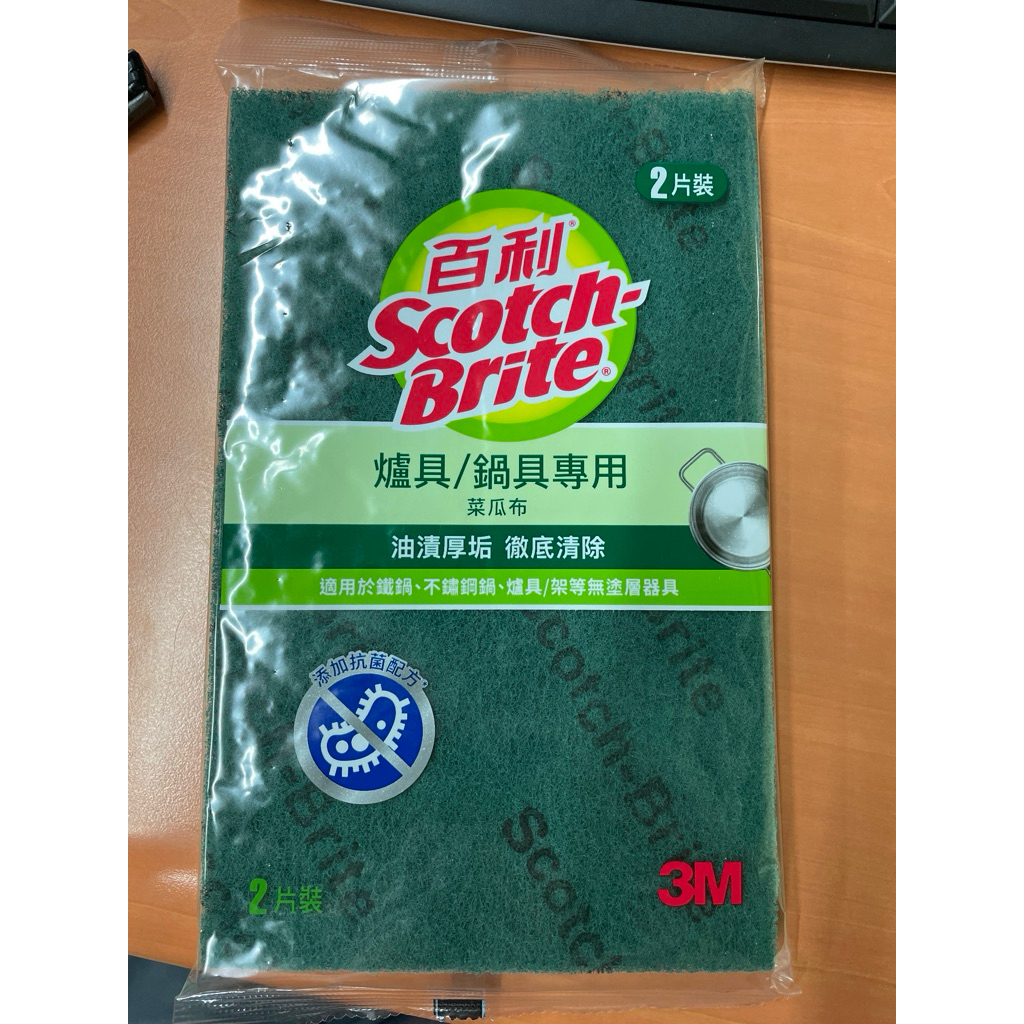 2片裝
百利®
Scotch-
Brite®
爐具/鍋具專用
菜瓜布
油漬厚垢 徹底清除
適用於鐵鍋、不鏽鋼鍋、爐具/架等無塗層器具
添加抗菌配方
Brite
Scotch-Brite
Brite
Scotch-
2片裝
3M